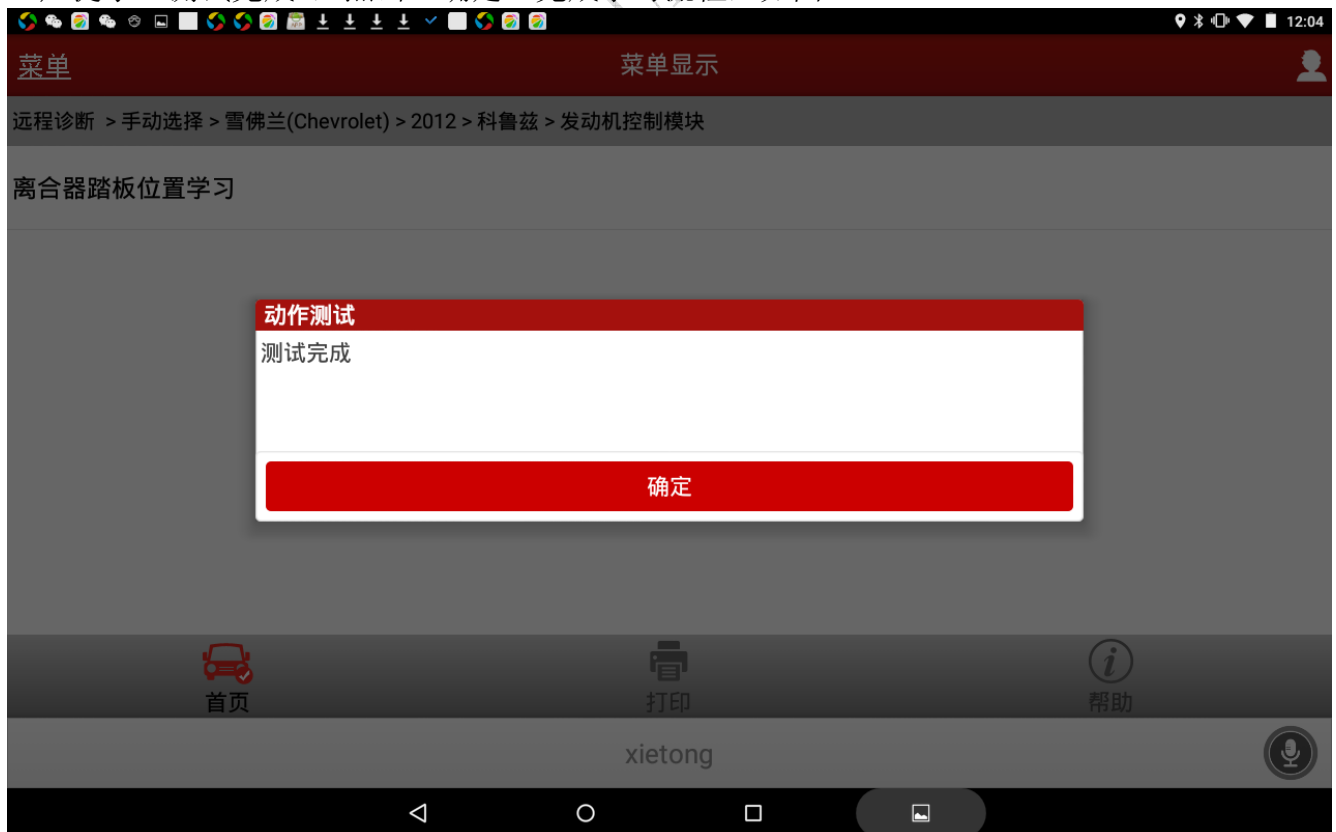 12:04
菜单
菜单显示
远程诊断 > 手动选择 > 雪佛兰(Chevrolet) > 2012 > 科鲁兹 > 发动机控制模块
离合器踏板位置学习
动作测试
测试完成
确定
首页
打印
帮助
xietong